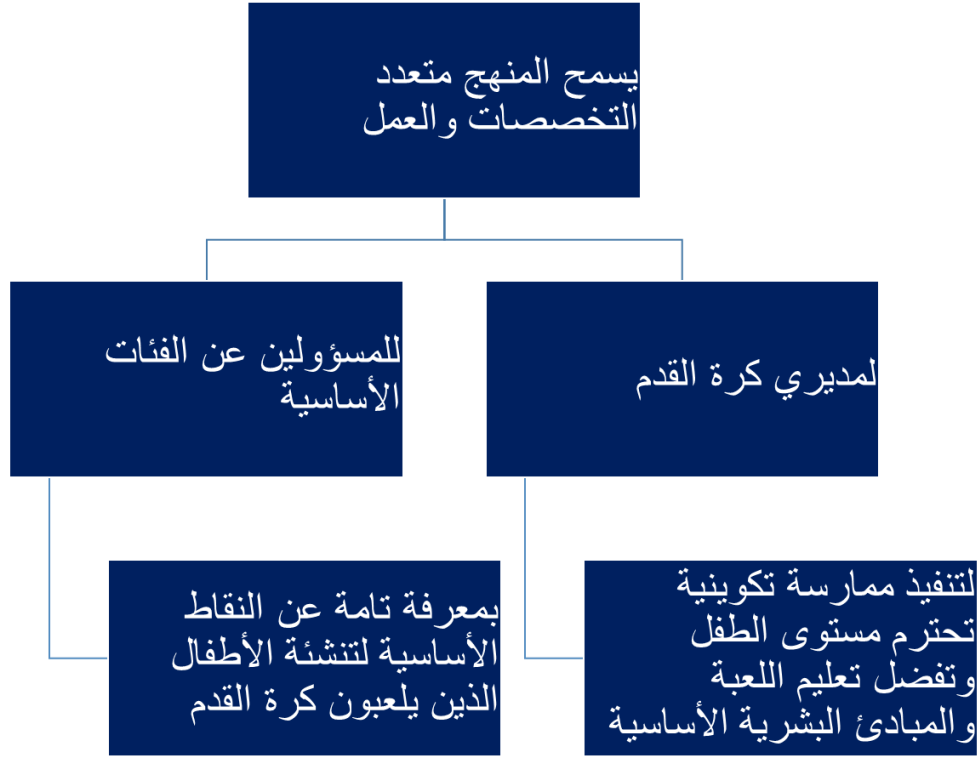 يسمح المنهج متعدد
التخصصات والعمل
لمديري كرة القدم
للمسؤولين عن الفئات
الأساسية
لتنفيذ ممارسة تكوينية
تحترم مستوى الطفل
وتفضل تعليم اللعبة
والمبادئ البشرية الأساسية
بمعرفة تامة عن النقاط
الأساسية لتنشئة الأطفال
الذين يلعبون كرة القدم